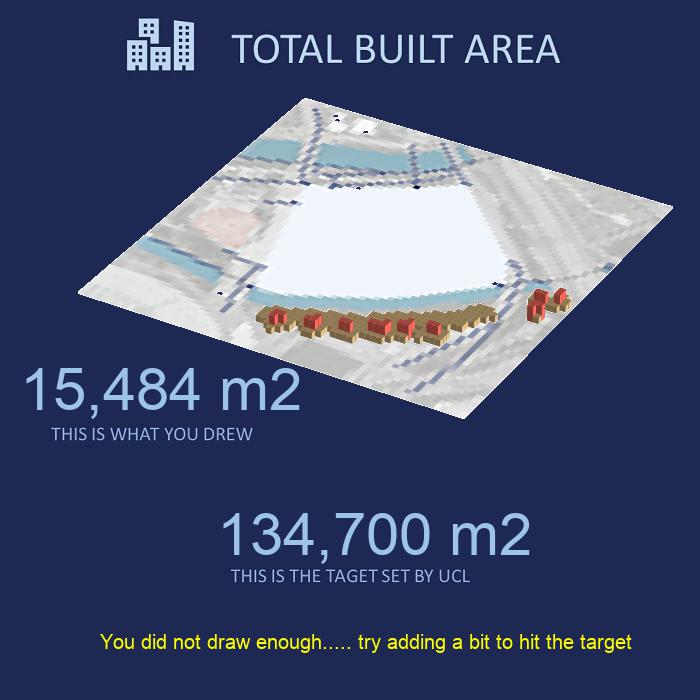 TOTAL BUILT AREA
15,484 m2
THIS IS WHAT YOU DREW
134,700 m2
THIS IS THE TAGET SET BY UCL
You did not draw enough..... try adding a bit to hit the target